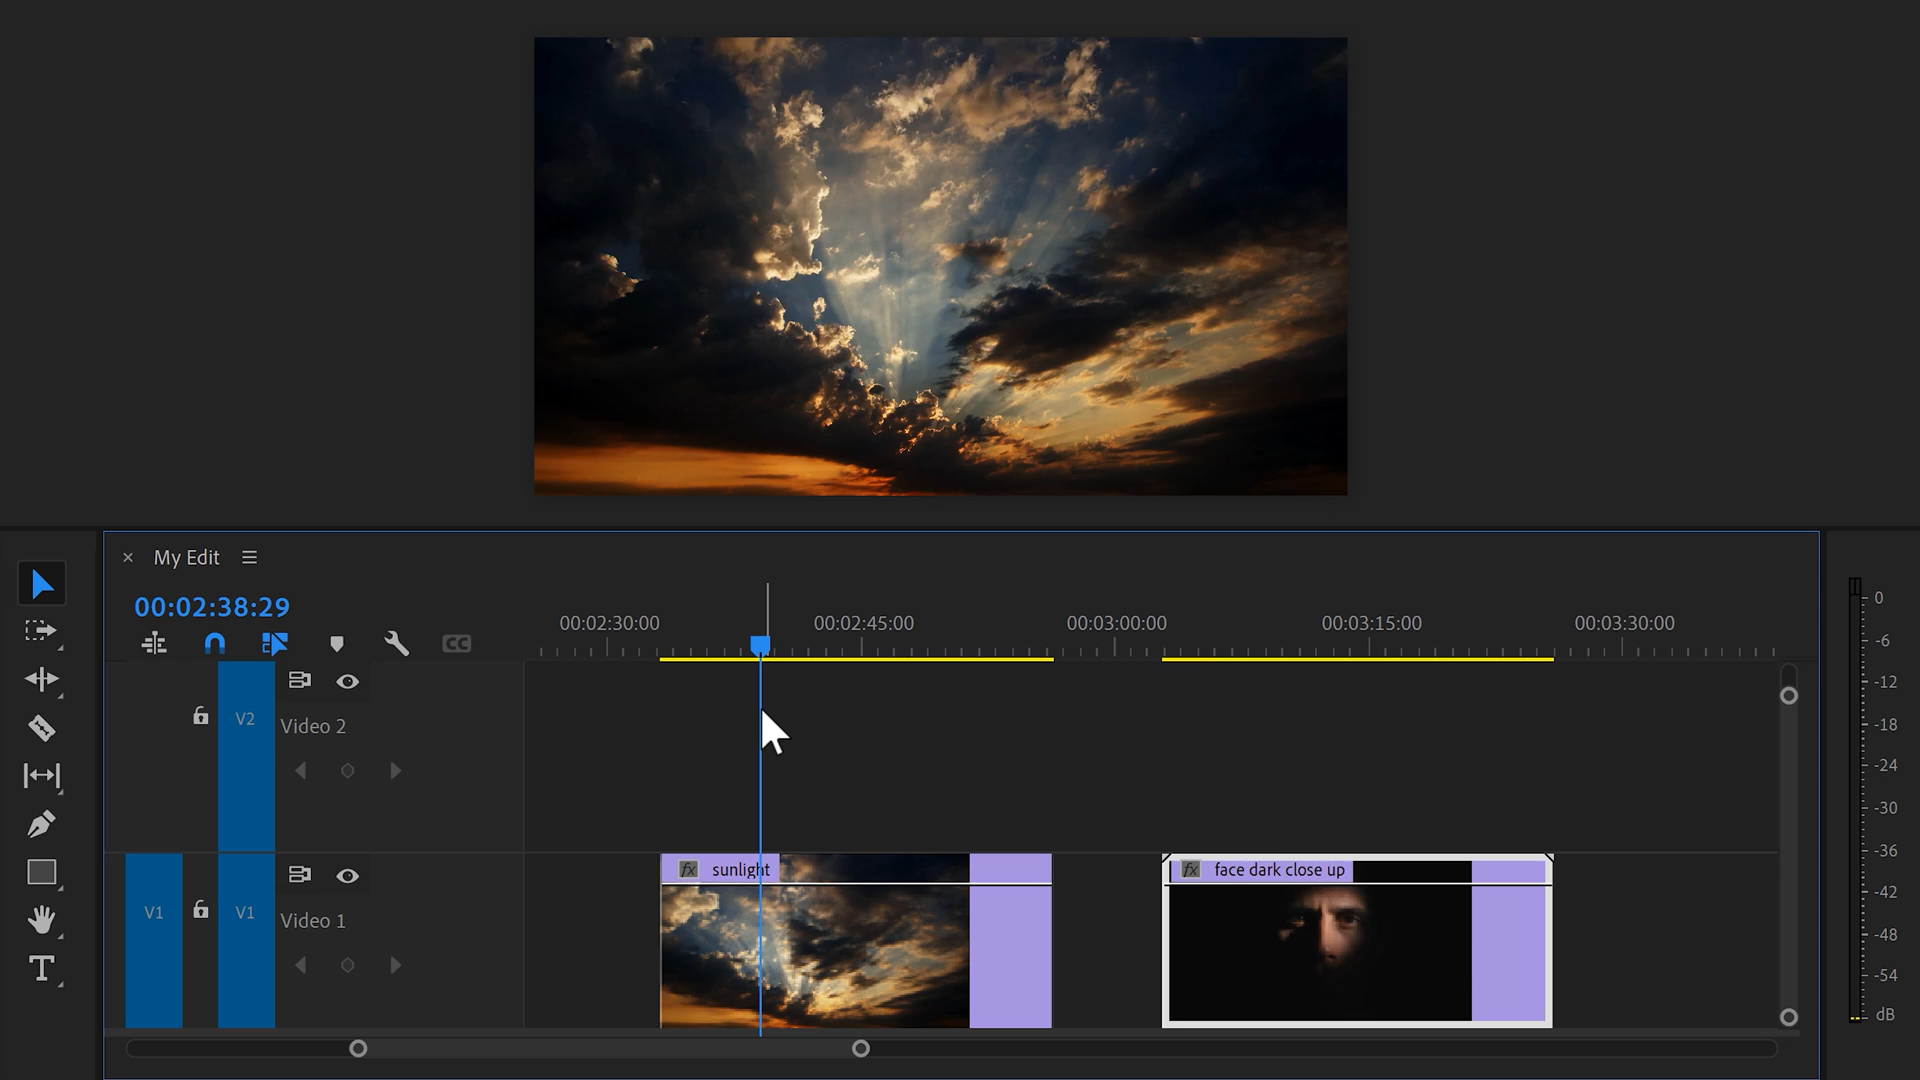 × My Edit
00:02:38:29
00:02:30:00 00:02:45:00 00:03:00:00 00:03:15:00 00:03:30:00
CC
V2 Video 2
fx sunlight
fx face dark close up
V1 V1 Video 1
T
0
-6
-12
-18
-24
-30
-36
-42
-48
-54
dB